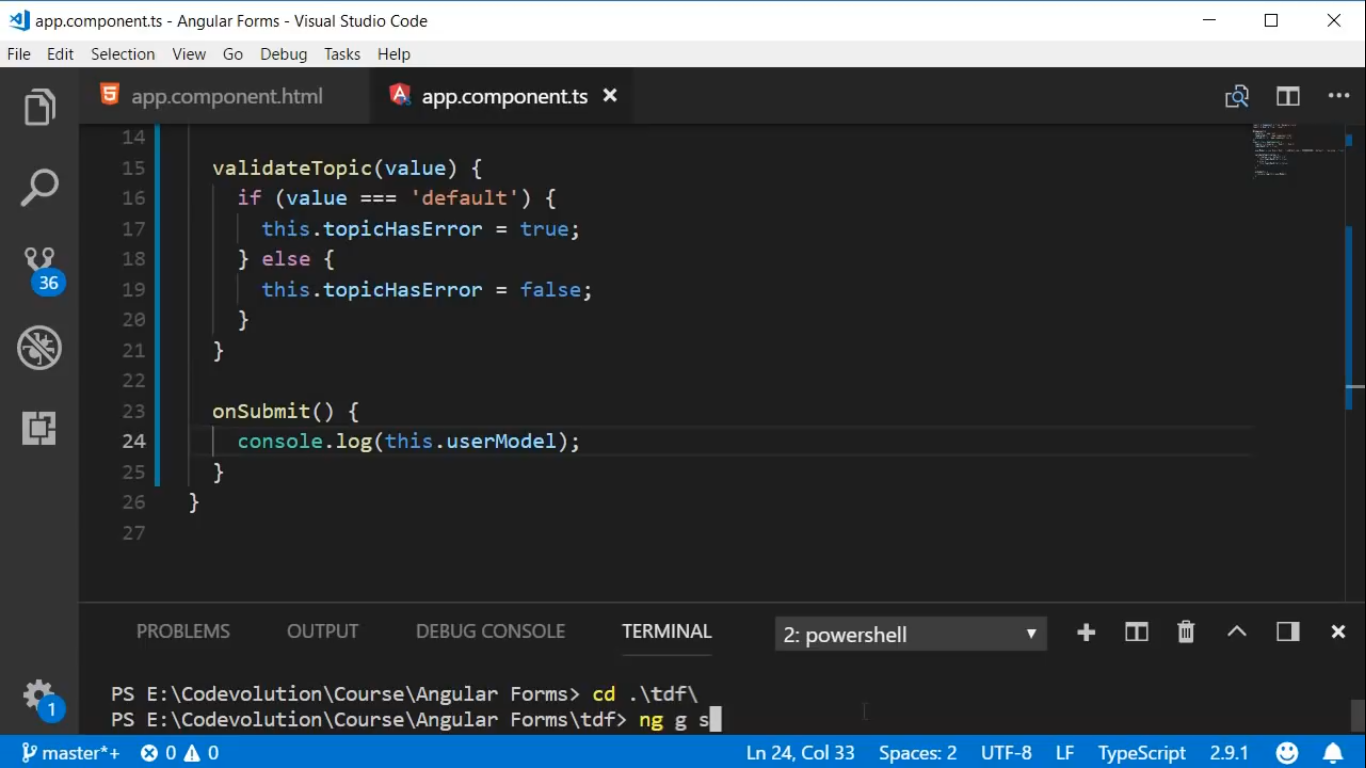 app.component.ts - Angular Forms - Visual Studio Code
File Edit Selection View Go Debug Tasks Help
app.component.html app.component.ts
14
15 validateTopic(value) {
16 if (value === 'default') {
17 this.topicHasError = true;
18 } else {
19 this.topicHasError = false;
20 }
21 }
22
23 onSubmit() {
24 console.log(this.userModel);
25 }
26 }
27
36
1
PROBLEMS OUTPUT DEBUG CONSOLE TERMINAL 2: powershell
PS E:\Codevolution\Course\Angular Forms> cd .\tdf\
PS E:\Codevolution\Course\Angular Forms\tdf> ng g s
master*+ 0 0 Ln 24, Col 33 Spaces: 2 UTF-8 LF TypeScript 2.9.1